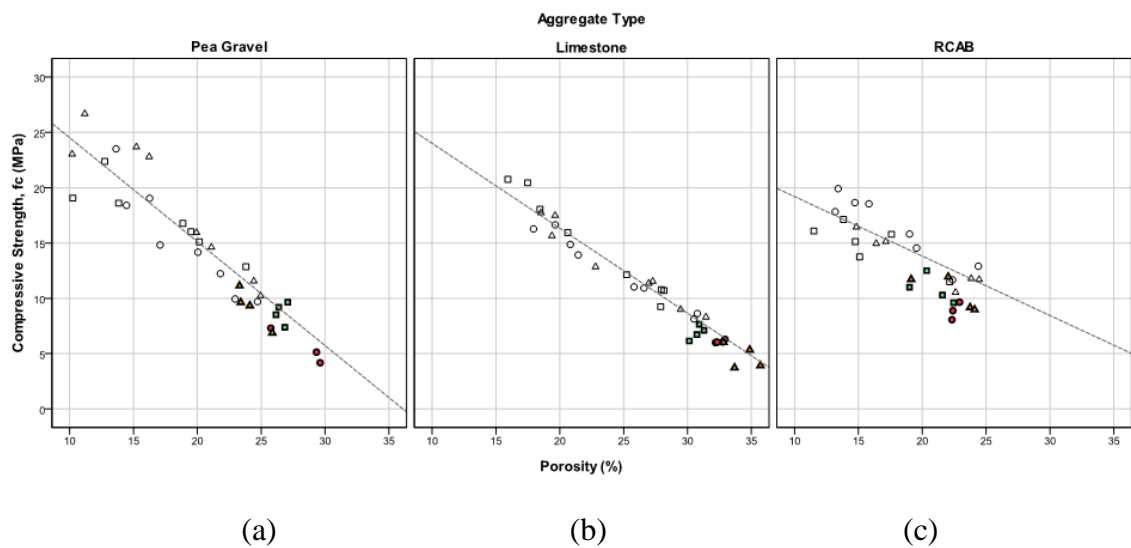 Aggregate Type
Pea Gravel Limestone RCAB
Compressive Strength, fc (MPa)
30
25
20
15
10
5
0
10 15 20 25 30 35 10 15 20 25 30 35 10 15 20 25 30 35
Porosity (%)
(a) (b) (c)